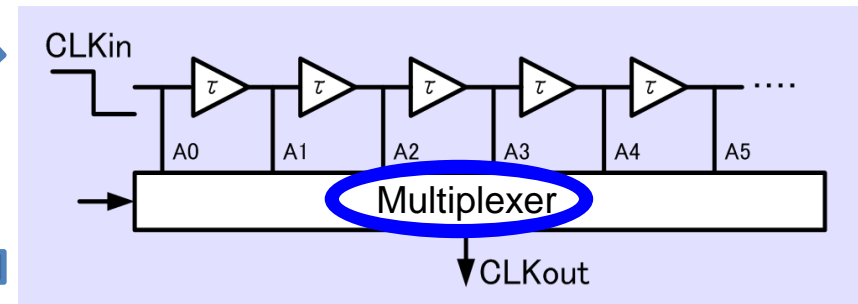 CLKin
τ τ τ τ τ ····
A0 A1 A2 A3 A4 A5
Multiplexer
CLKout